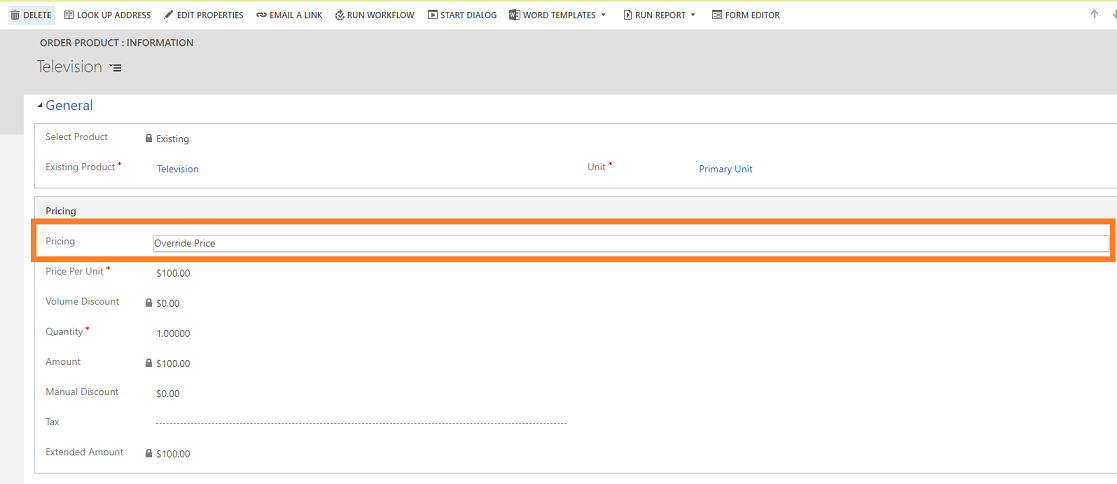 DELETE LOOK UP ADDRESS EDIT PROPERTIES EMAIL A LINK RUN WORKFLOW START DIALOG WORD TEMPLATES RUN REPORT FORM EDITOR
ORDER PRODUCT : INFORMATION
Television
General
Select Product Existing
Existing Product * Television Unit * Primary Unit
Pricing
Pricing Override Price
Price Per Unit * $100.00
Volume Discount $0.00
Quantity * 1.00000
Amount $100.00
Manual Discount $0.00
Tax --------------------------------------------------------------------------------
Extended Amount $100.00